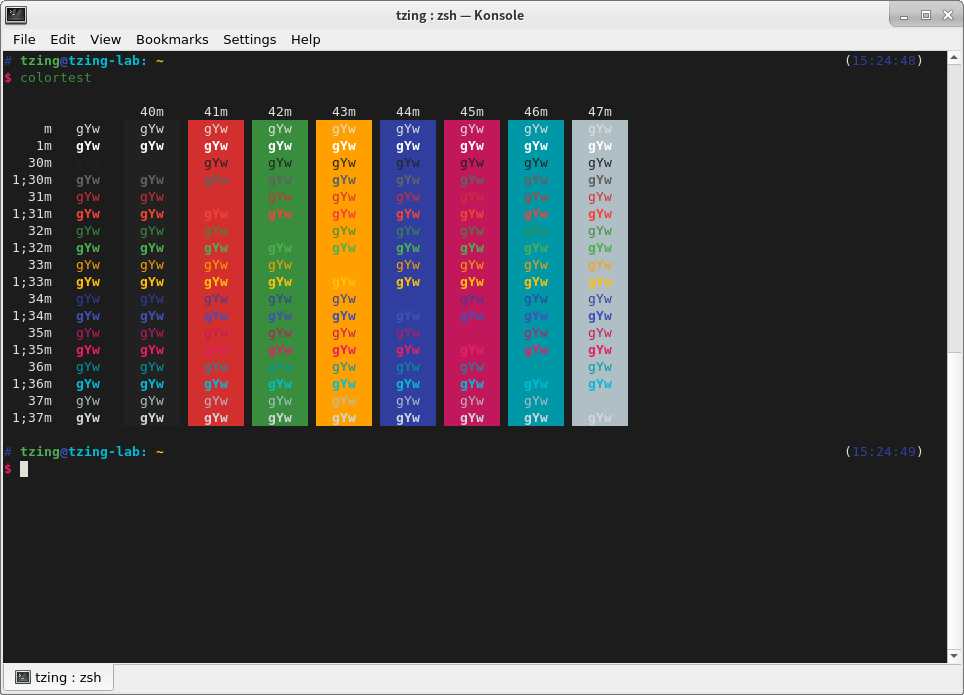 tzing : zsh — Konsole
File Edit View Bookmarks Settings Help
# tzing@tzing-lab: ~ (15:24:48)
$ colortest
40m 41m 42m 43m 44m 45m 46m 47m
m gYw gYw gYw gYw gYw gYw gYw gYw gYw
1m gYw gYw gYw gYw gYw gYw gYw gYw gYw
30m gYw gYw gYw gYw gYw gYw gYw
1;30m gYw gYw gYw gYw gYw gYw gYw gYw gYw
31m gYw gYw gYw gYw gYw gYw gYw gYw
1;31m gYw gYw gYw gYw gYw gYw gYw gYw gYw
32m gYw gYw gYw gYw gYw gYw gYw gYw
1;32m gYw gYw gYw gYw gYw gYw gYw gYw gYw
33m gYw gYw gYw gYw gYw gYw gYw gYw
1;33m gYw gYw gYw gYw gYw gYw gYw gYw gYw
34m gYw gYw gYw gYw gYw gYw gYw gYw
1;34m gYw gYw gYw gYw gYw gYw gYw gYw gYw
35m gYw gYw gYw gYw gYw gYw gYw gYw
1;35m gYw gYw gYw gYw gYw gYw gYw gYw gYw
36m gYw gYw gYw gYw gYw gYw gYw gYw
1;36m gYw gYw gYw gYw gYw gYw gYw gYw gYw
37m gYw gYw gYw gYw gYw gYw gYw gYw
1;37m gYw gYw gYw gYw gYw gYw gYw gYw gYw
# tzing@tzing-lab: ~ (15:24:49)
$
tzing : zsh